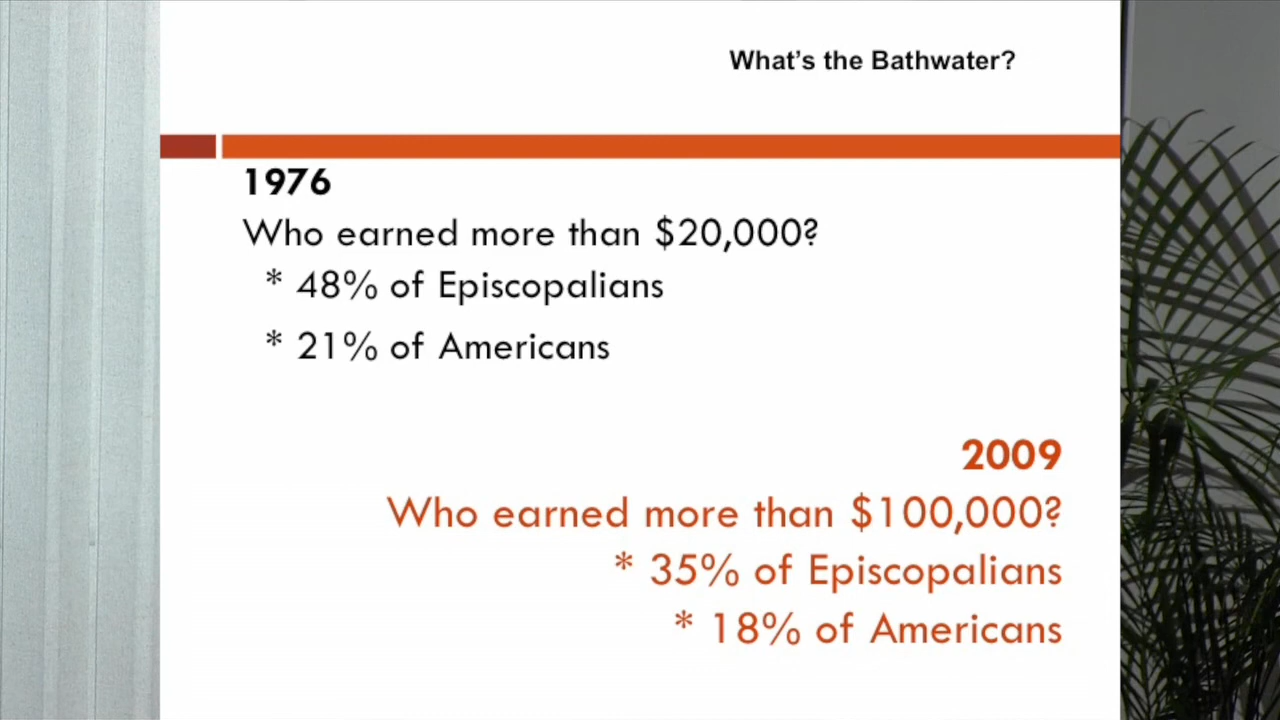 What's the Bathwater?
1976
Who earned more than $20,000?
* 48% of Episcopalians
* 21% of Americans
2009
Who earned more than $100,000?
* 35% of Episcopalians
* 18% of Americans